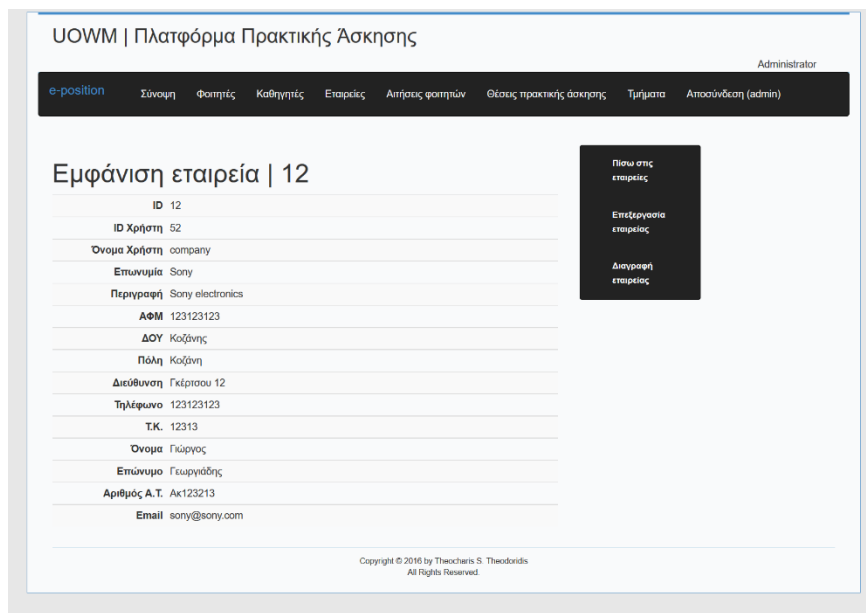 UOWM | Πλατφόρμα Πρακτικής Άσκησης
Administrator
e-position Σύνοψη Φοιτητές Καθηγητές Εταιρείες Αιτήσεις φοιτητών Θέσεις πρακτικής άσκησης Τμήματα Αποσύνδεση (admin)
Εμφάνιση εταιρεία | 12
ID 12
ID Χρήστη 52
Όνομα Χρήστη company
Επωνυμία Sony
Περιγραφή Sony electronics
ΑΦΜ 123123123
ΔΟΥ Κοζάνης
Πόλη Κοζάνη
Διεύθυνση Γκέρτσου 12
Τηλέφωνο 123123123
Τ.Κ. 12313
Όνομα Γιώργος
Επώνυμο Γεωργιάδης
Αριθμός Α.Τ. Ακ123213
Email sony@sony.com
Πίσω στις
εταιρείες
Επεξεργασία
εταιρείας
Διαγραφή
εταιρείας
Copyright © 2016 by Theocharis S. Theodoridis
All Rights Reserved.